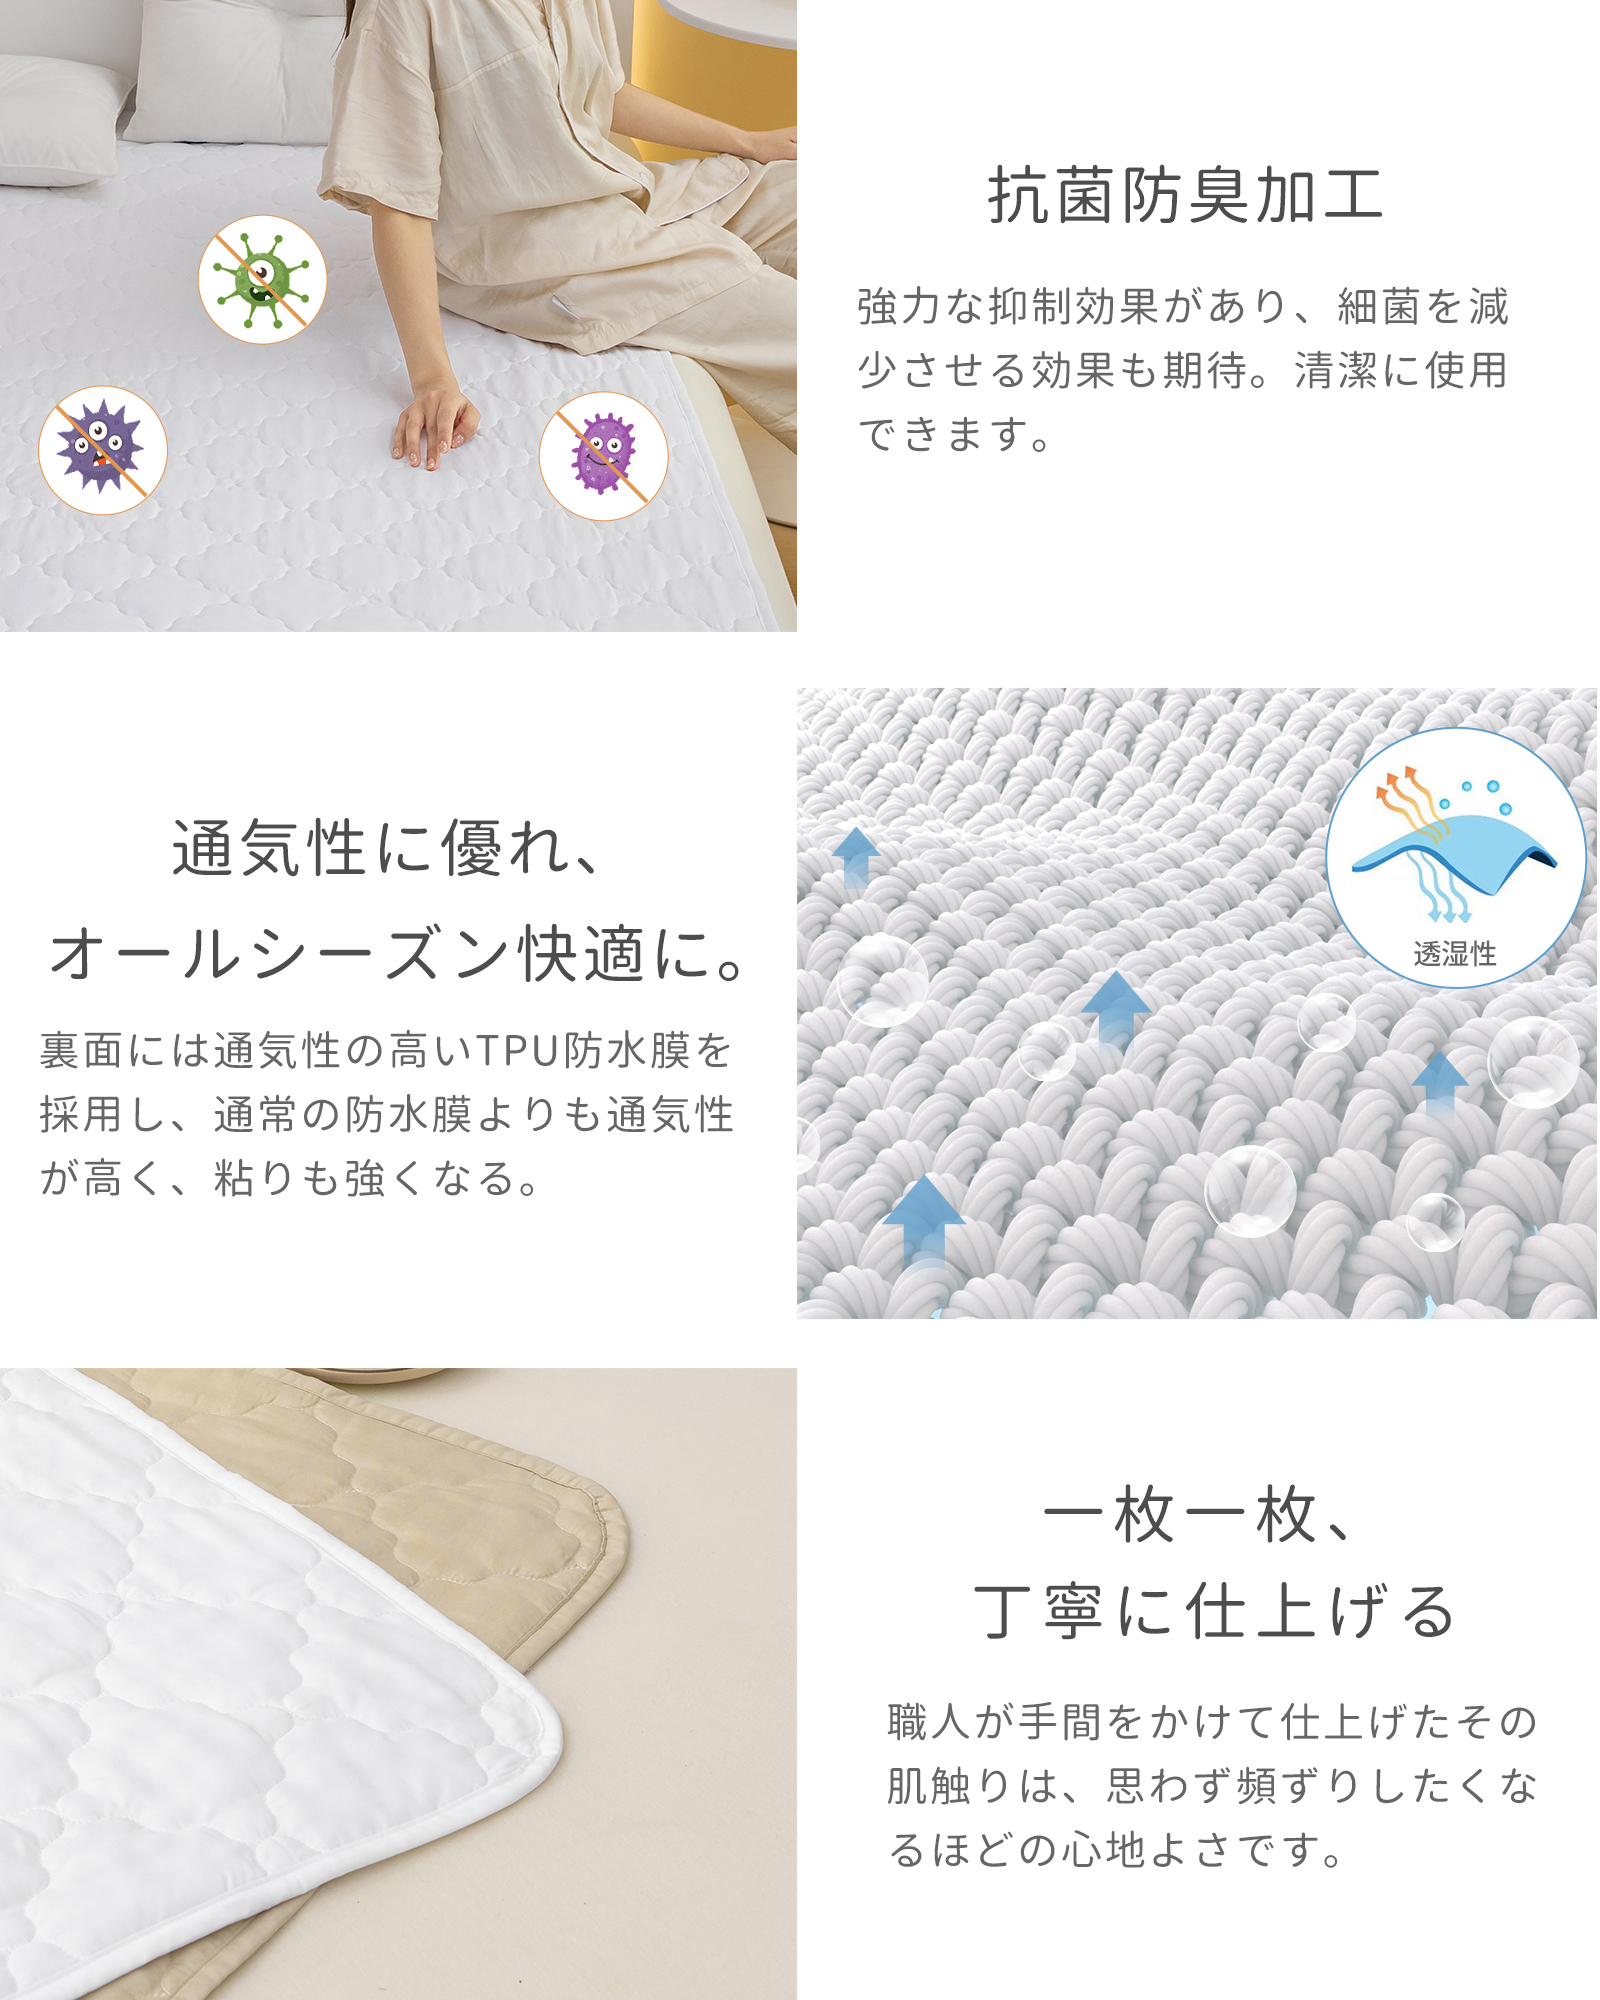 抗菌防臭加工
強力な抑制効果があり、細菌を減
少させる効果も期待。清潔に使用
できます。
通気性に優れ、
オールシーズン快適に。
裏面には通気性の高いTPU防水膜を
採用し、通常の防水膜よりも通気性
が高く、粘りも強くなる。
透湿性
一枚一枚、
丁寧に仕上げる
職人が手間をかけて仕上げたその
肌触りは、思わず頻ずりしたくな
るほどの心地よさです。